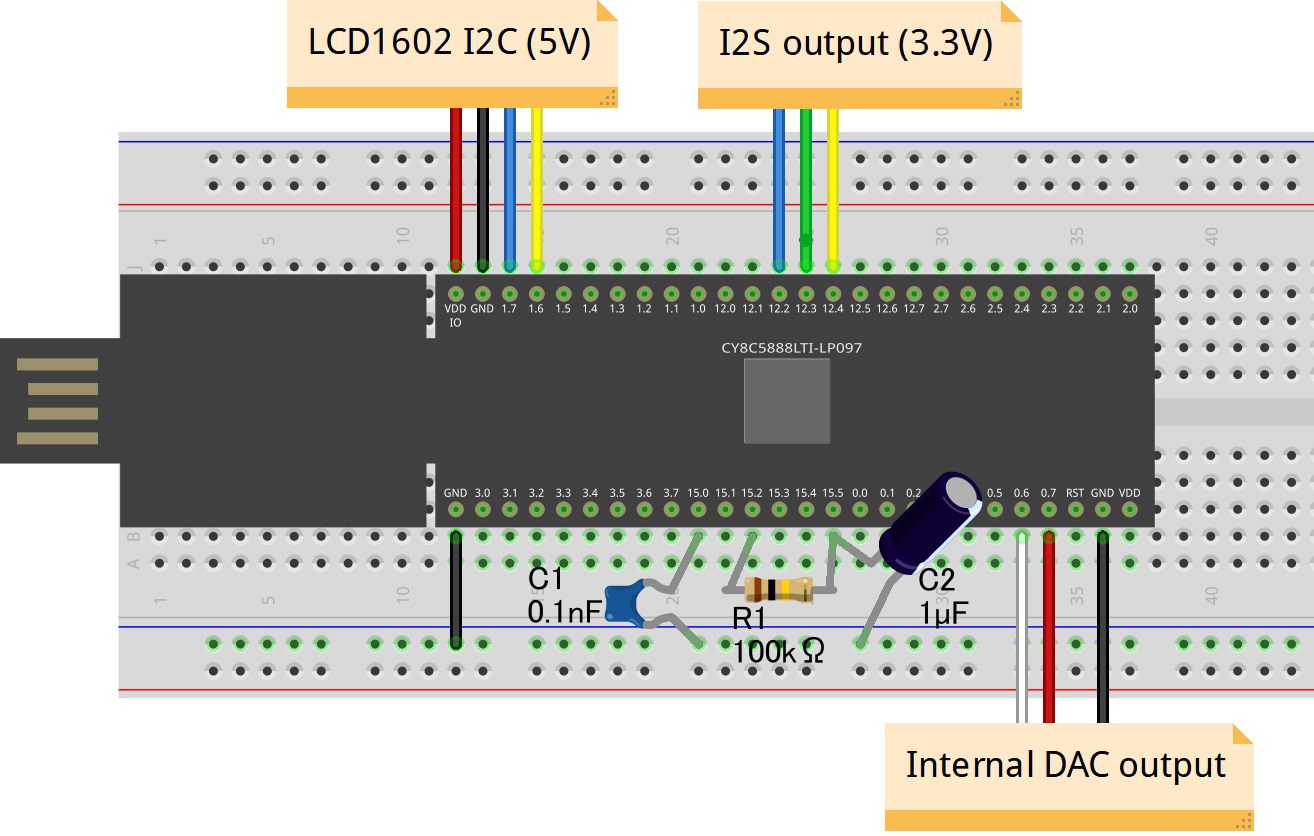 LCD1602 I2C (5V)
I2S output (3.3V)
1 5 10 20 30 35 40
J
VDD IO GND 1.7 1.6 1.5 1.4 1.3 1.2 1.1 1.0 12.0 12.1 12.2 12.3 12.4 12.5 12.6 12.7 2.7 2.6 2.5 2.4 2.3 2.2 2.1 2.0
CY8C5888LTI-LP097
GND 3.0 3.1 3.2 3.3 3.4 3.5 3.6 3.7 15.0 15.1 15.2 15.3 15.4 15.5 0.0 0.1 0.2 0.5 0.6 0.7 RST GND VDD
B
A
C1
0.1nF
R1
100kΩ
C2
1µF
1 5 10 20 30 35 40
Internal DAC output